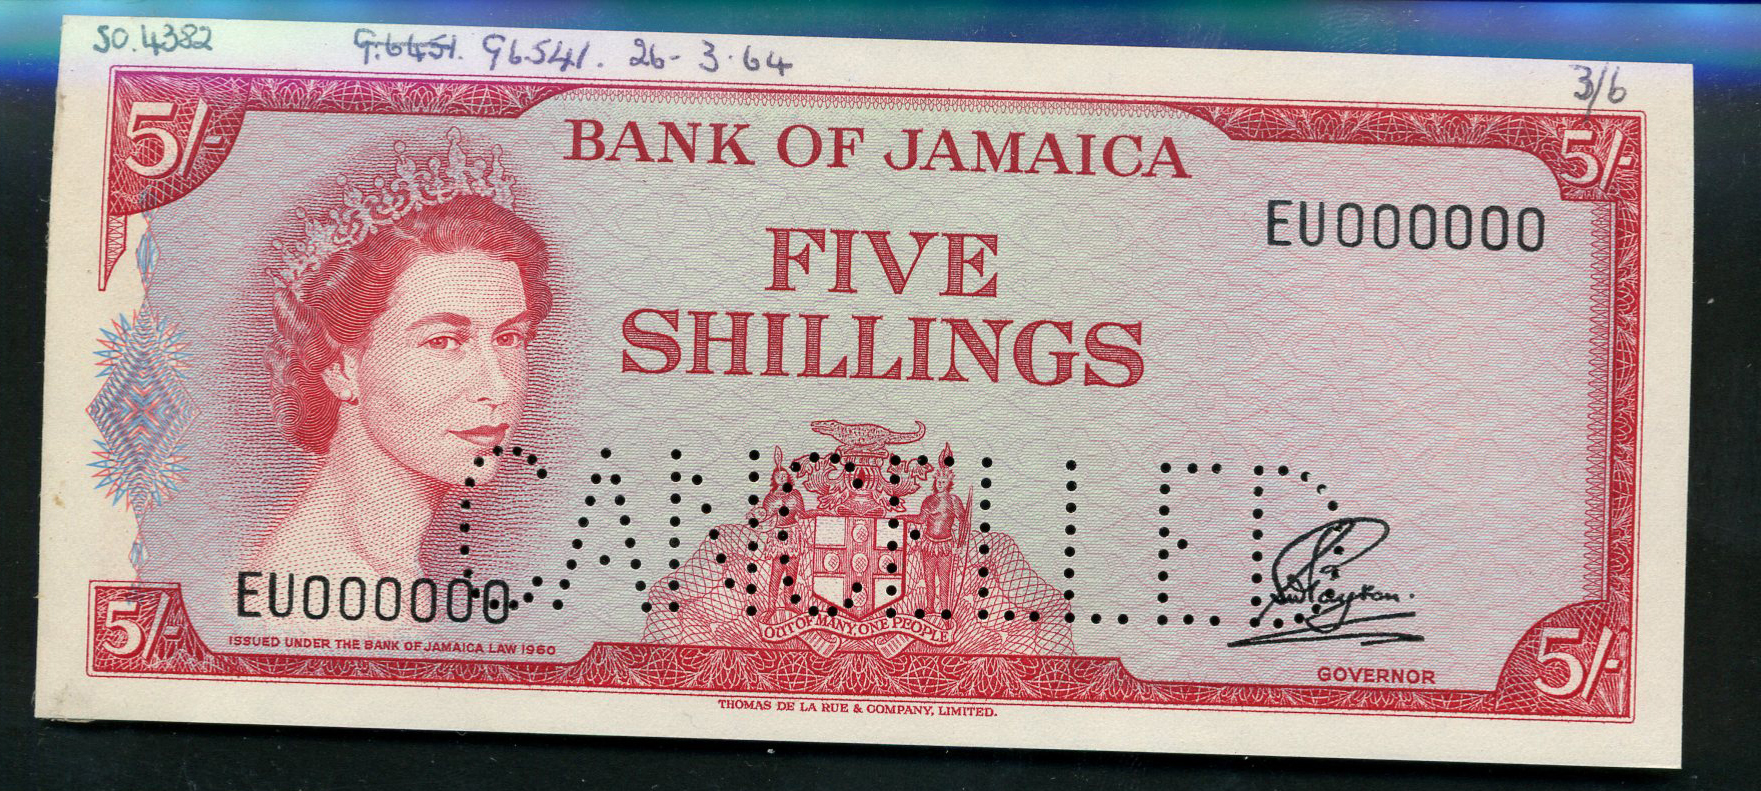 SO.4382 9.6451. 96541. 26-3.64
3/6
5/- 5/-
BANK OF JAMAICA
EU000000
FIVE
SHILLINGS
CANCELLED
EU000000
OUT OF MANY, ONE PEOPLE
5/- ISSUED UNDER THE BANK OF JAMAICA LAW 1960
GOVERNOR 5/-
THOMAS DE LA RUE & COMPANY, LIMITED.